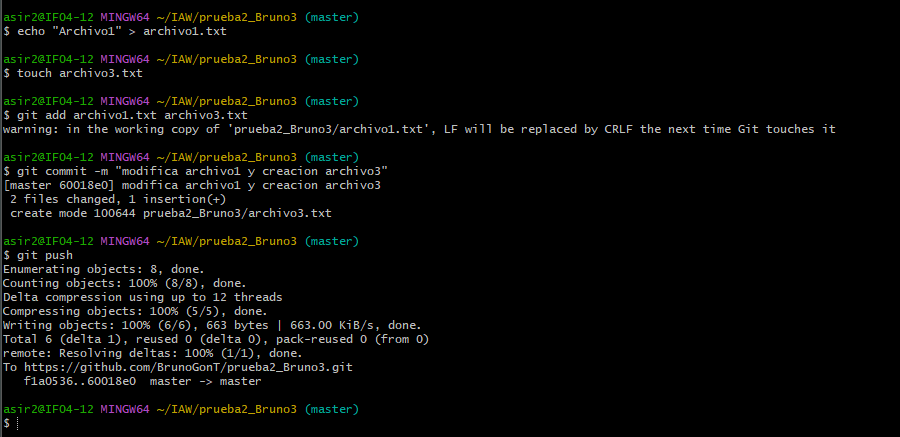 asir2@IFO4-12 MINGW64 ~/IAW/prueba2_Bruno3 (master)
$ echo "Archivo1" > archivo1.txt
asir2@IFO4-12 MINGW64 ~/IAW/prueba2_Bruno3 (master)
$ touch archivo3.txt
asir2@IFO4-12 MINGW64 ~/IAW/prueba2_Bruno3 (master)
$ git add archivo1.txt archivo3.txt
warning: in the working copy of 'prueba2_Bruno3/archivo1.txt', LF will be replaced by CRLF the next time Git touches it
asir2@IFO4-12 MINGW64 ~/IAW/prueba2_Bruno3 (master)
$ git commit -m "modifica archivo1 y creacion archivo3"
[master 60018e0] modifica archivo1 y creacion archivo3
 2 files changed, 1 insertion(+)
 create mode 100644 prueba2_Bruno3/archivo3.txt
asir2@IFO4-12 MINGW64 ~/IAW/prueba2_Bruno3 (master)
$ git push
Enumerating objects: 8, done.
Counting objects: 100% (8/8), done.
Delta compression using up to 12 threads
Compressing objects: 100% (5/5), done.
Writing objects: 100% (6/6), 663 bytes | 663.00 KiB/s, done.
Total 6 (delta 1), reused 0 (delta 0), pack-reused 0 (from 0)
remote: Resolving deltas: 100% (1/1), done.
To https://github.com/BrunoGonT/prueba2_Bruno3.git
   f1a0536..60018e0  master -> master
asir2@IFO4-12 MINGW64 ~/IAW/prueba2_Bruno3 (master)
$